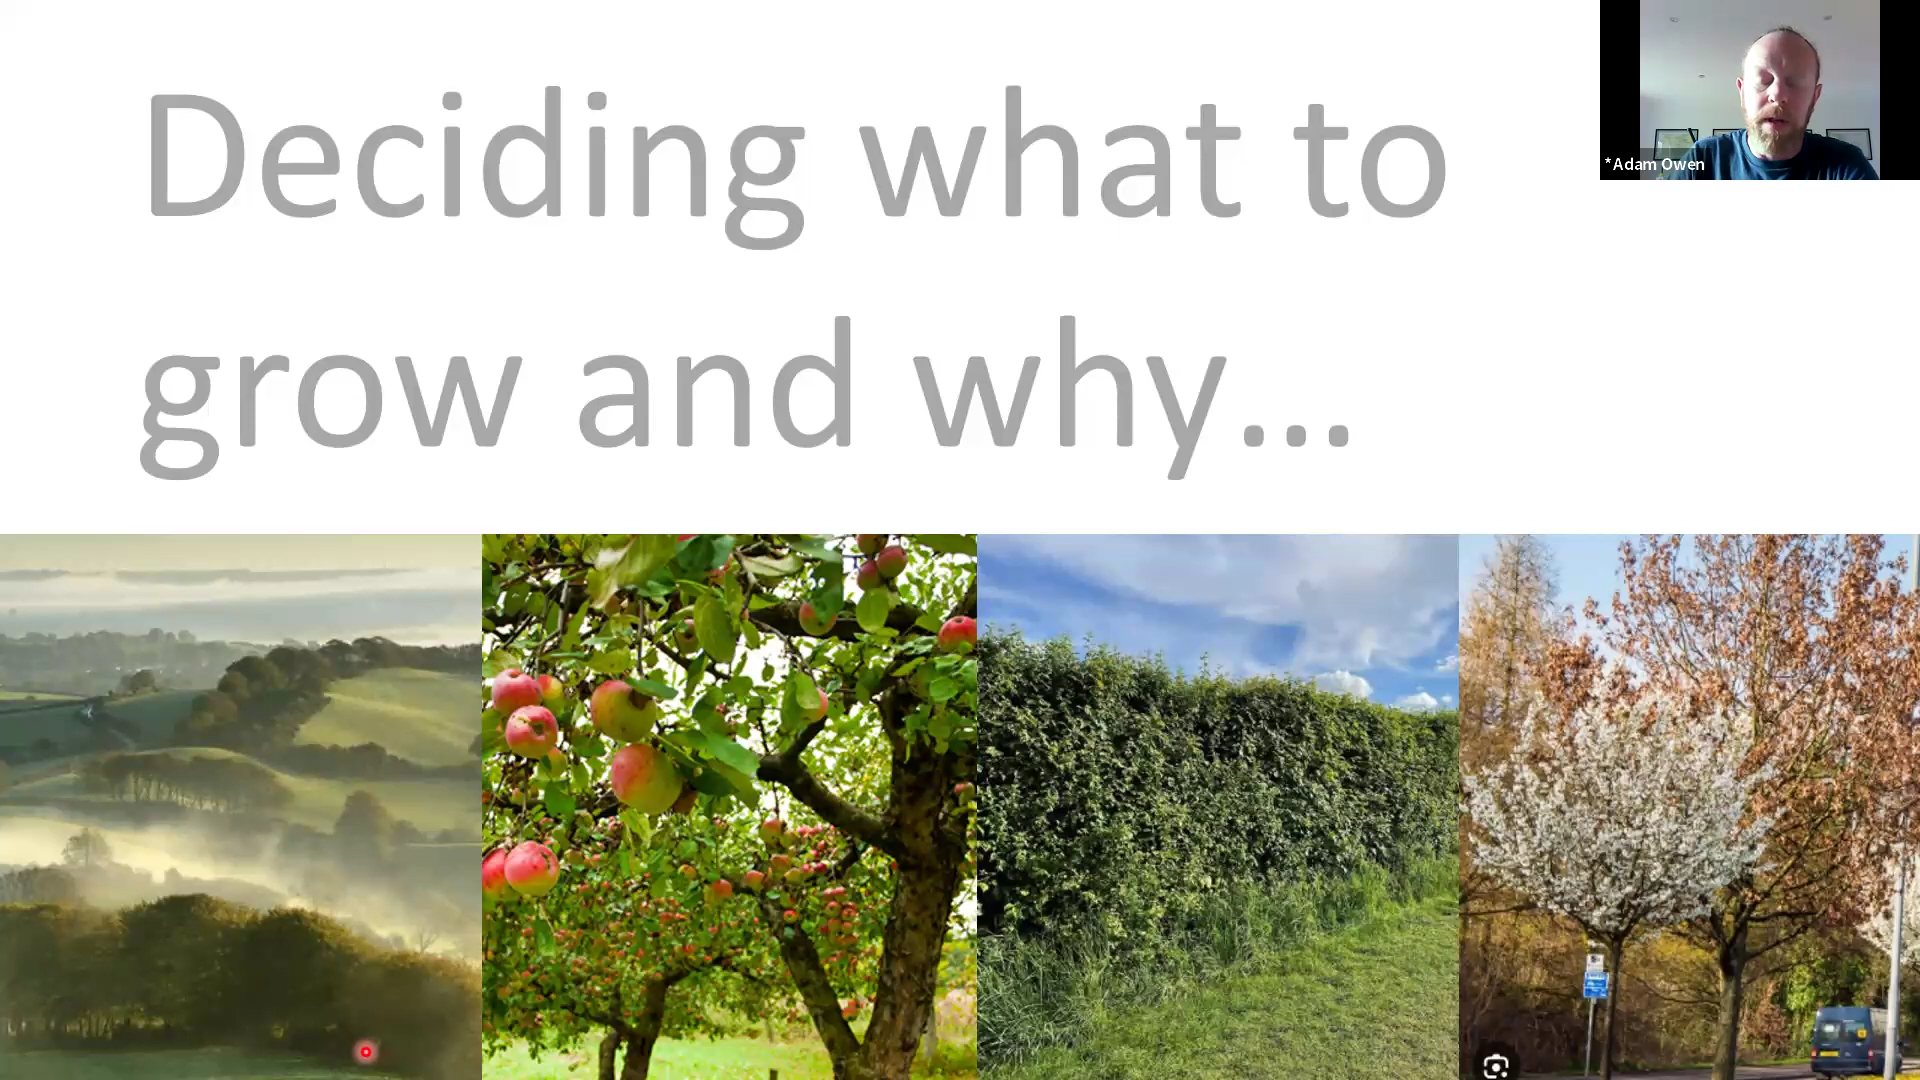 Deciding what to
grow and why...
*Adam Owen